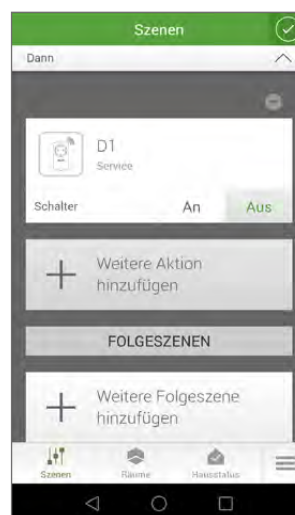 Szenen
Dann
D1
Service
Schalter An Aus
Weitere Aktion
hinzufügen
FOLGESZENEN
Weitere Folgeszene
hinzufügen
Szenen Räume Hausstatus